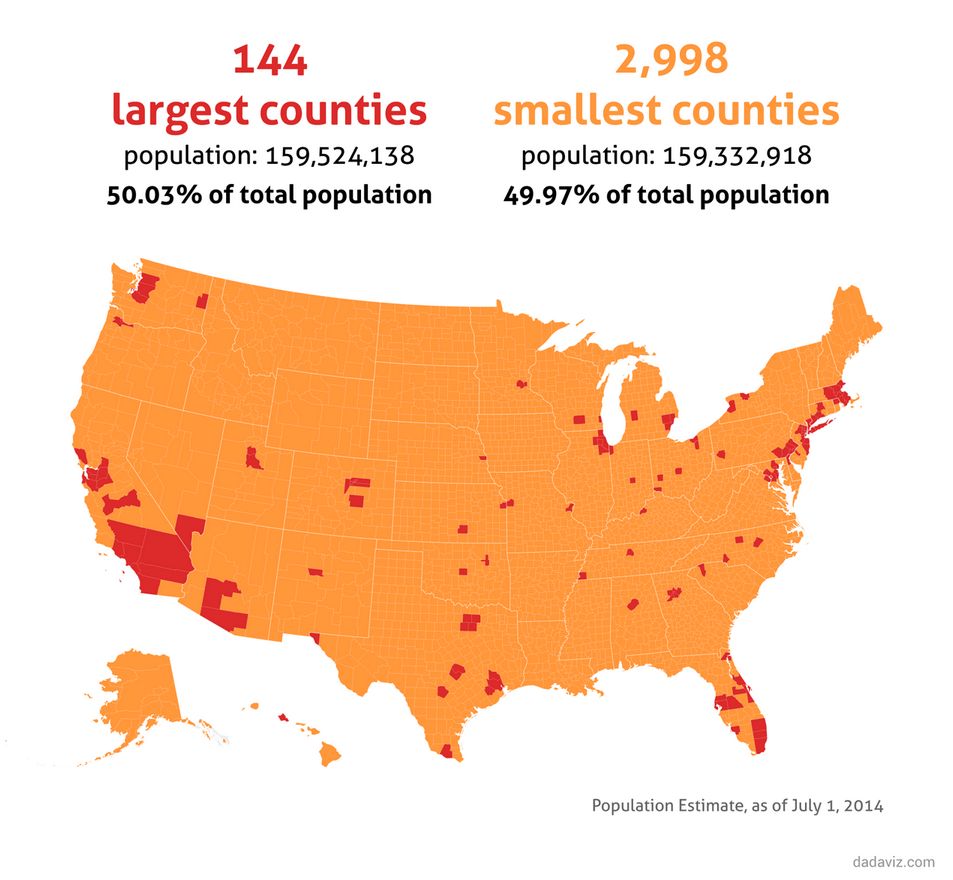 144
largest counties
population: 159,524,138
50.03% of total population
2,998
smallest counties
population: 159,332,918
49.97% of total population
Population Estimate, as of July 1, 2014
dadaviz.com